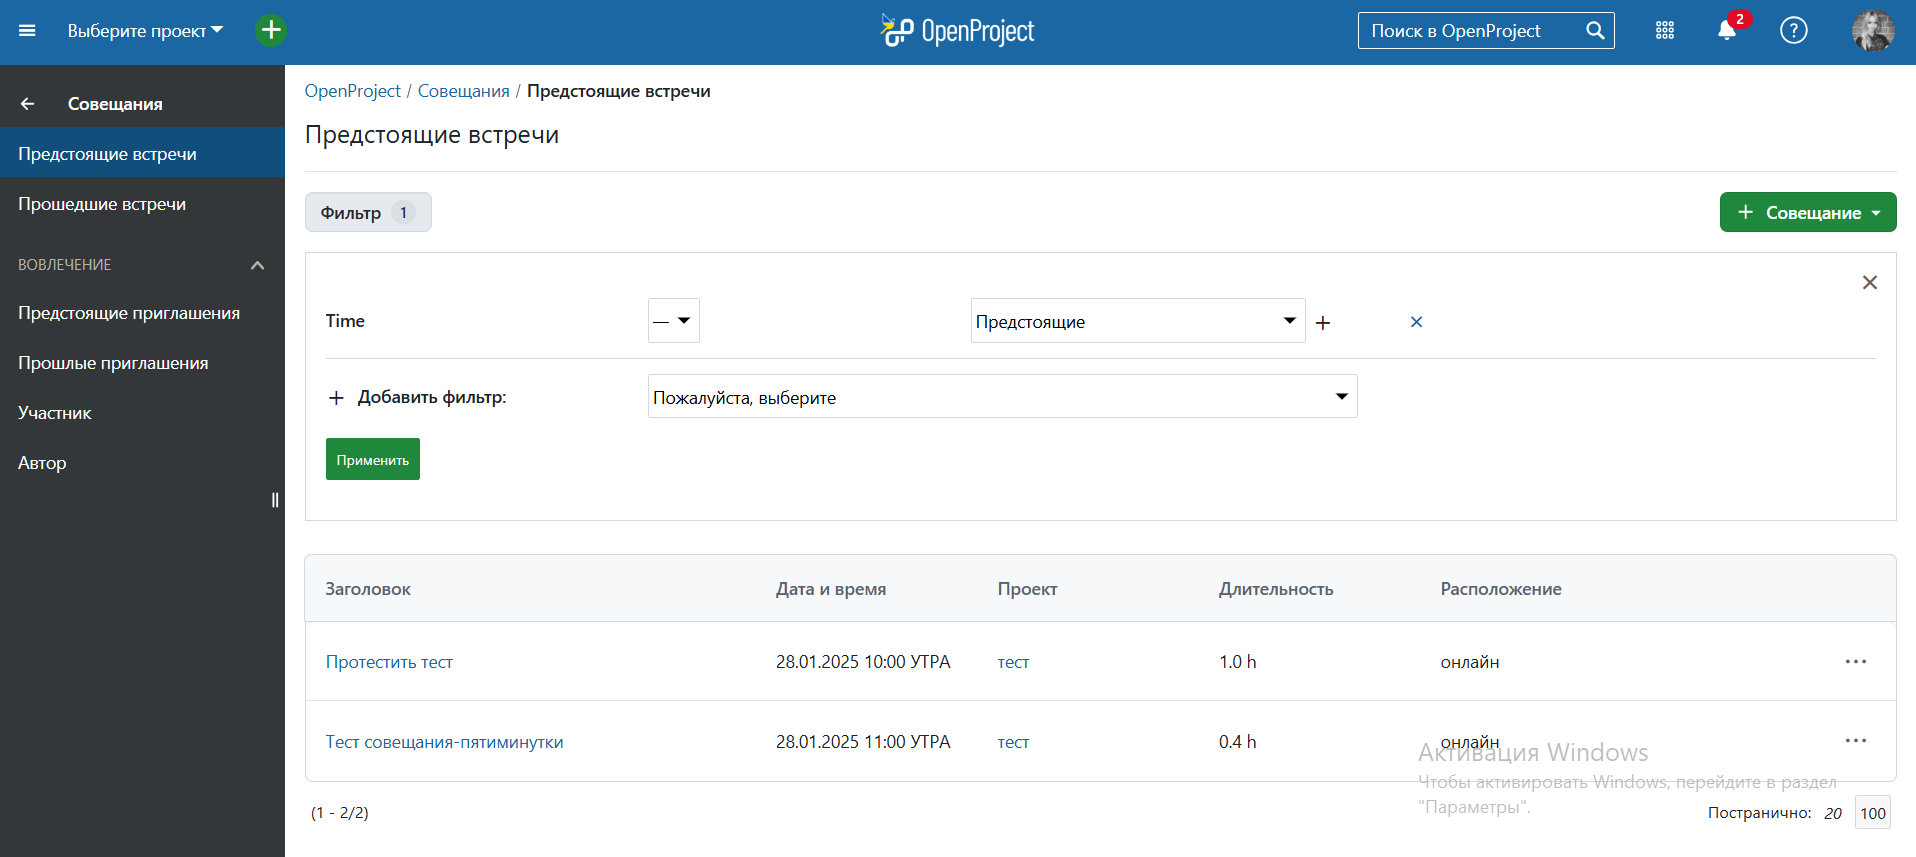 Выберите проект
OpenProject
Поиск в OpenProject
2
Совещания
Предстоящие встречи
Прошедшие встречи
ВОВЛЕЧЕНИЕ
Предстоящие приглашения
Прошлые приглашения
Участник
Автор
OpenProject / Совещания / Предстоящие встречи
Предстоящие встречи
Фильтр 1
+ Совещание
Time — Предстоящие + ×
+ Добавить фильтр: Пожалуйста, выберите
Применить
Заголовок Дата и время Проект Длительность Расположение
Протестить тест 28.01.2025 10:00 УТРА тест 1.0 h онлайн ...
Тест совещания-пятиминутки 28.01.2025 11:00 УТРА тест 0.4 h онлайн ...
Активация Windows
Чтобы активировать Windows, перейдите в раздел
"Параметры".
(1 - 2/2)
Постранично: 20 100